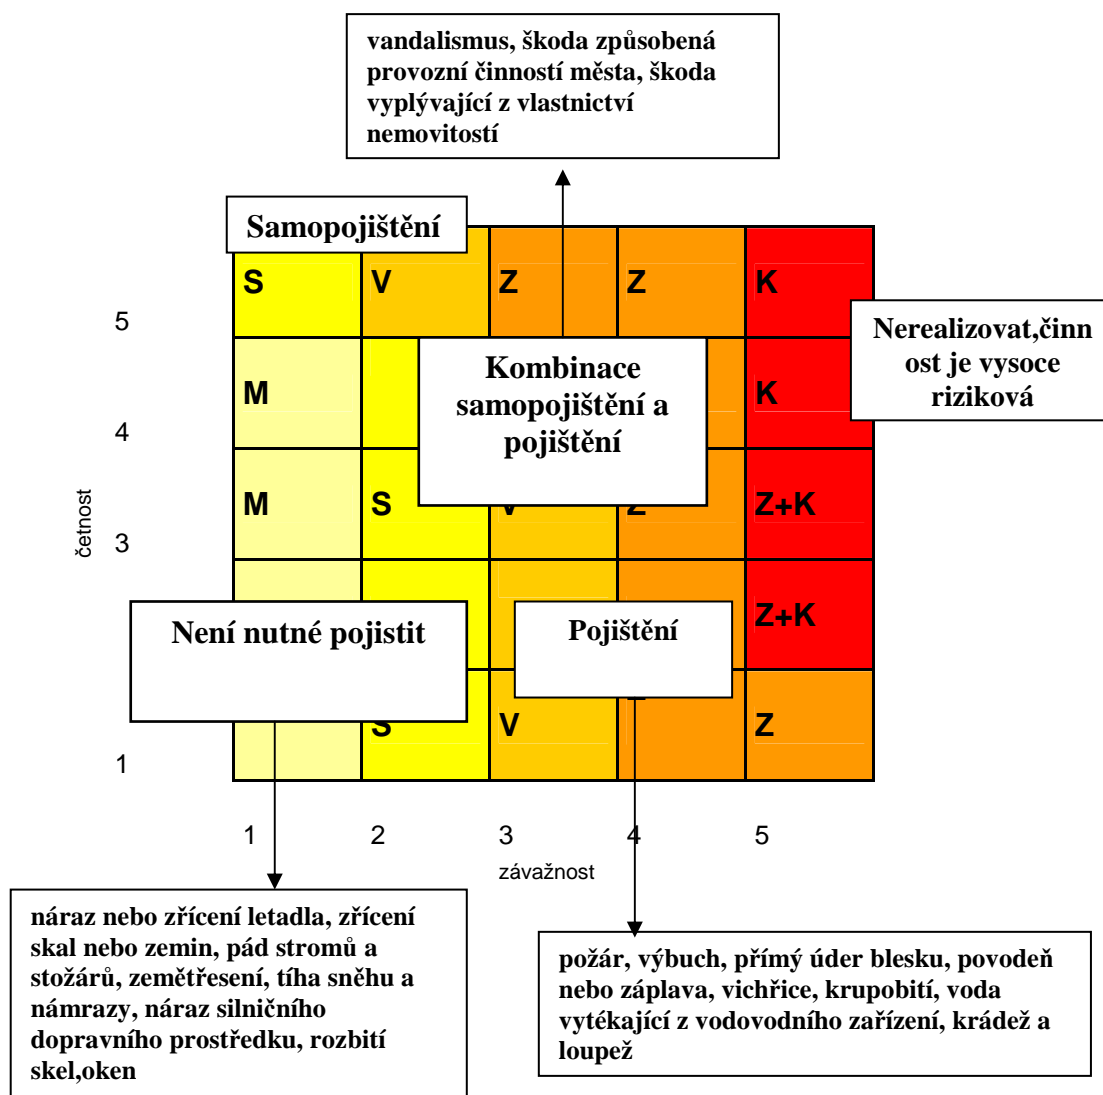 vandalismus, škoda způsobená
provozní činností města, škoda
vyplývající z vlastnictví
nemovitostí
Samopojištění
S
V
Z
Z
K
5
Nerealizovat,činn
ost je vysoce
riziková
Kombinace
samopojištění a
pojištění
M
K
4
M
S
V
Z
Z+K
četnost
3
Není nutné pojistit
Pojištění
Z+K
S
V
Z
1
1
2
3
4
5
závažnost
náraz nebo zřícení letadla, zřícení
skal nebo zemin, pád stromů a
stožárů, zemětřesení, tíha sněhu a
námrazy, náraz silničního
dopravního prostředku, rozbití
skel,oken
požár, výbuch, přímý úder blesku, povodeň
nebo záplava, vichřice, krupobití, voda
vytékající z vodovodního zařízení, krádež a
loupež